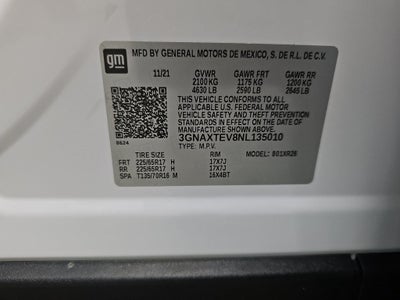 gm
MFD BY GENERAL MOTORS DE MEXICO, S. DE R.L. DE C.V.
11/21 GVWR GAWR FRT GAWR RR
2100 KG 1175 KG 1200 KG
4630 LB 2590 LB 2646 LB
THIS VEHICLE CONFORMS TO ALL
APPLICABLE U.S. FEDERAL MOTOR
VEHICLE SAFETY AND THEFT PREVENTION
STANDARDS IN EFFECT ON THE DATE OF
MANUFACTURE SHOWN ABOVE.
3GNAXTEV8NL135010
8624 TYPE: M.P.V.
TIRE SIZE RIM MODEL: 901XR26
FRT 225/65R17 H 17X7J
RR 225/65R17 H 17X7J
SPA T135/70R16 M 16X4BT